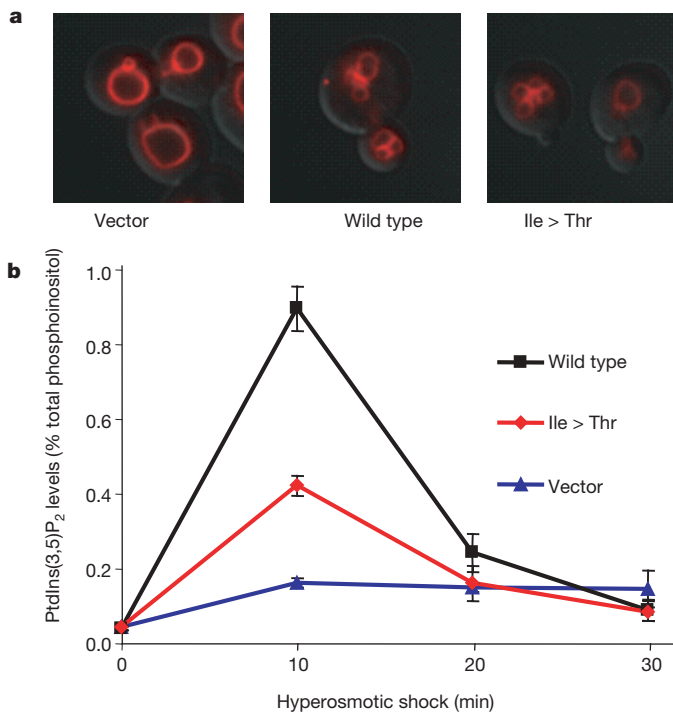 a
Vector
Wild type
Ile > Thr
b
PtdIns(3,5)P₂ levels (% total phosphoinositol)
1.0
0.8
0.6
0.4
0.2
0.0
Wild type
Ile > Thr
Vector
0
10
20
30
Hyperosmotic shock (min)